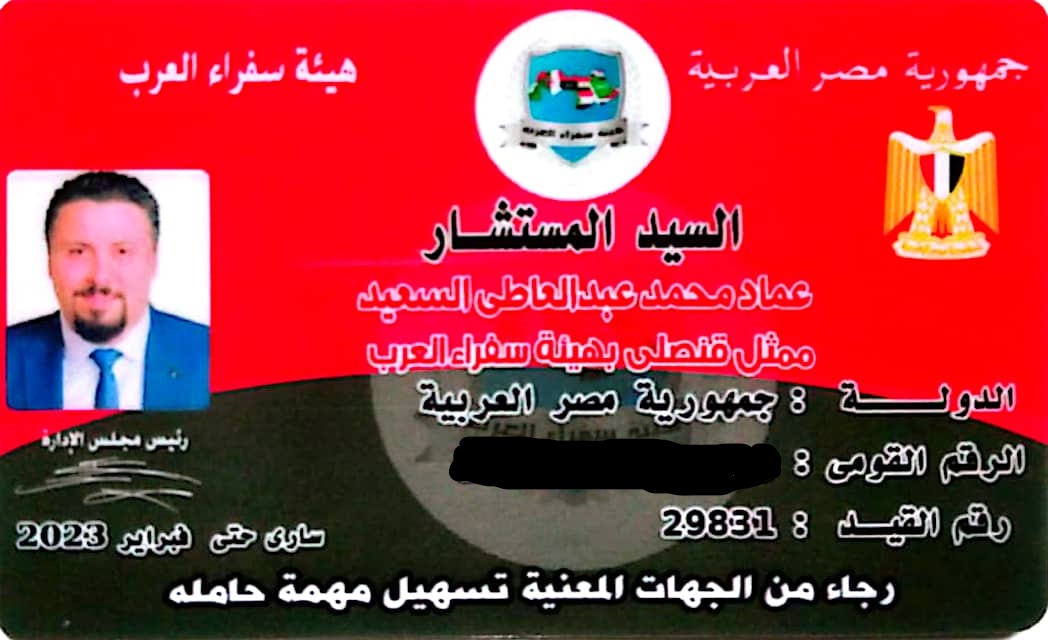 جمهورية مصر العربية
هيئة سفراء العرب
هيئة سفراء العرب
السيد المستشار
عماد محمد عبدالعاطى السعيد
ممثل قنصلى بهيئة سفراء العرب
الدولة : جمهورية مصر العربية
الرقم القومى :
رقم القيد : 29831
رئيس مجلس الإدارة
سارى حتى فبراير 2023
رجاء من الجهات المعنية تسهيل مهمة حامله